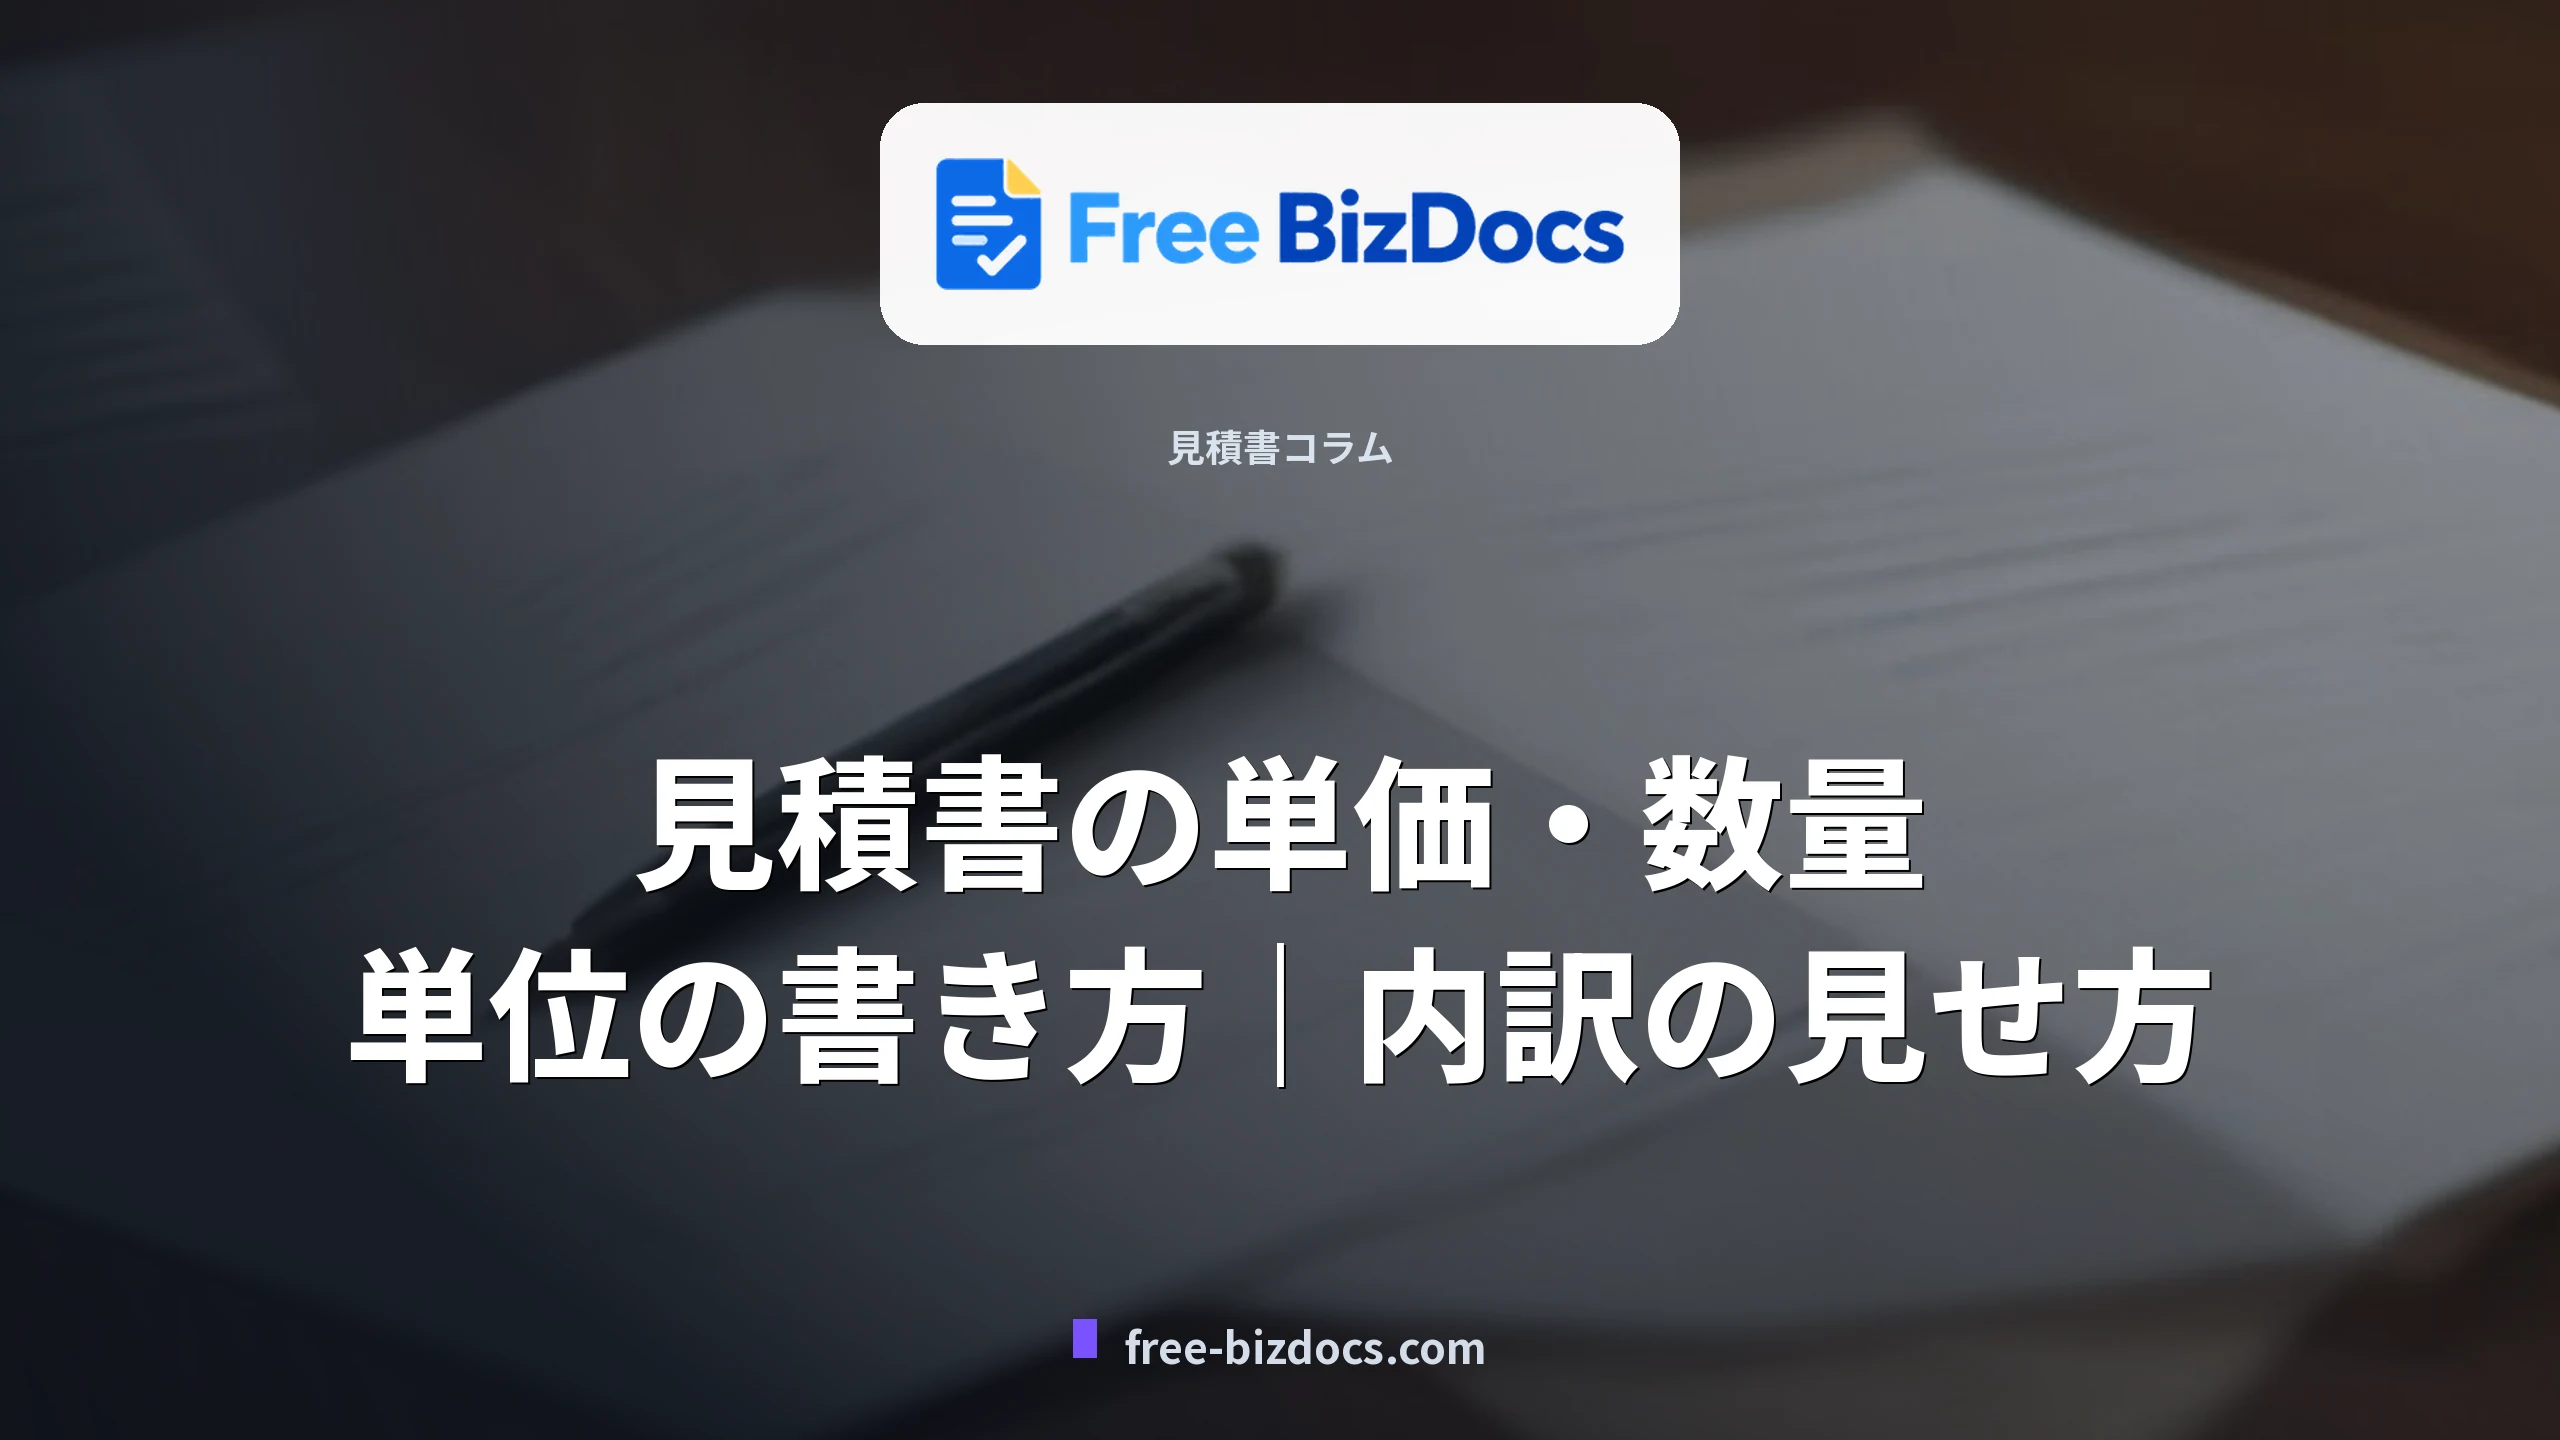 Free BizDocs
見積書コラム
見積書の単価・数量
単位の書き方｜内訳の見せ方
free-bizdocs.com